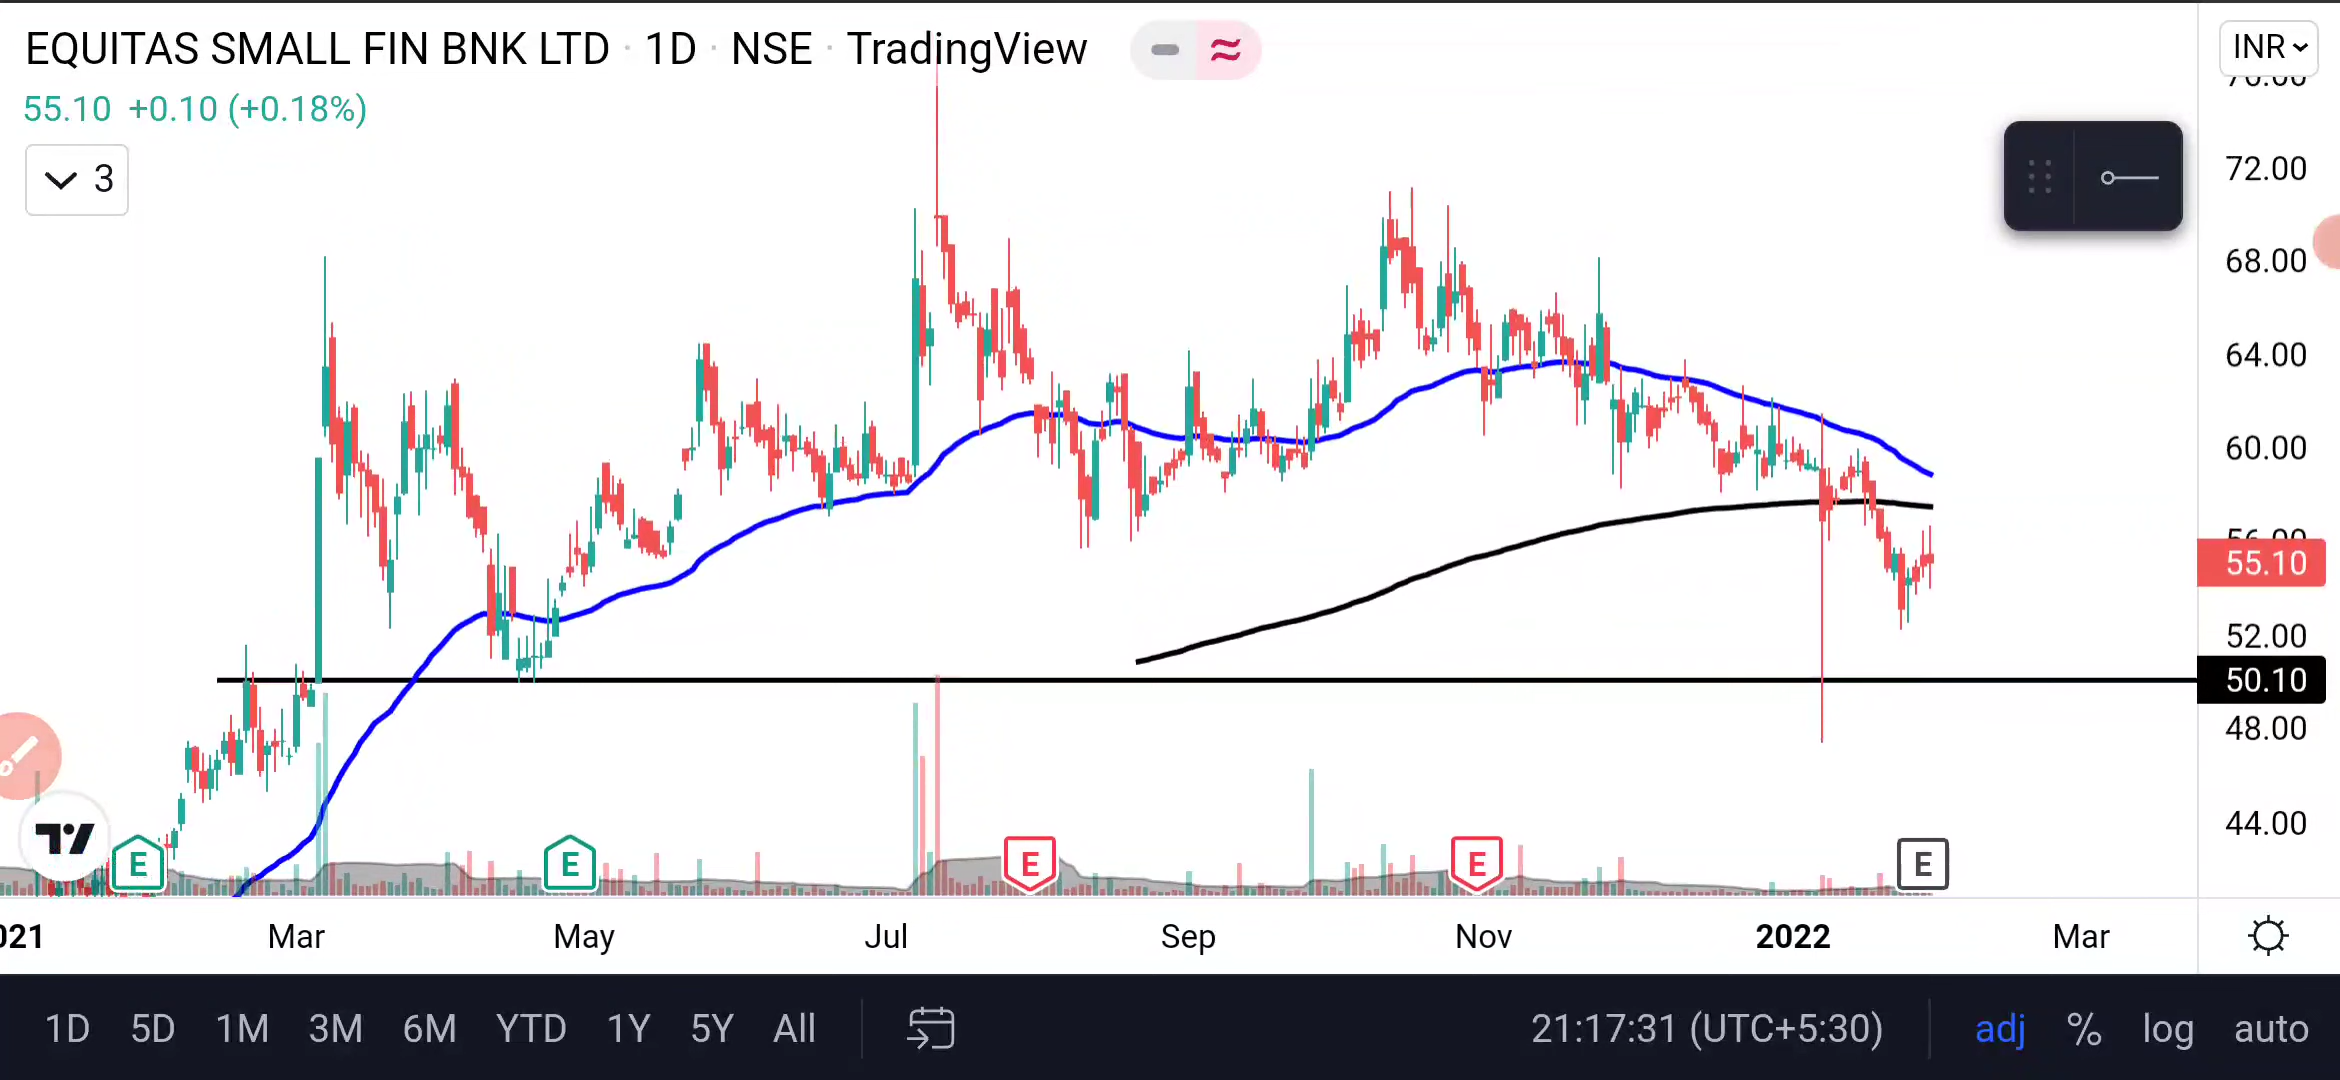 EQUITAS SMALL FIN BNK LTD · 1D · NSE · TradingView
INR
55.10 +0.10 (+0.18%)
3
72.00
68.00
64.00
60.00
56.00
55.10
52.00
50.10
48.00
44.00
E
E
E
E
E
Mar
May
Jul
Sep
Nov
2022
Mar
1D 5D 1M 3M 6M YTD 1Y 5Y All
21:17:31 (UTC+5:30)
adj % log auto